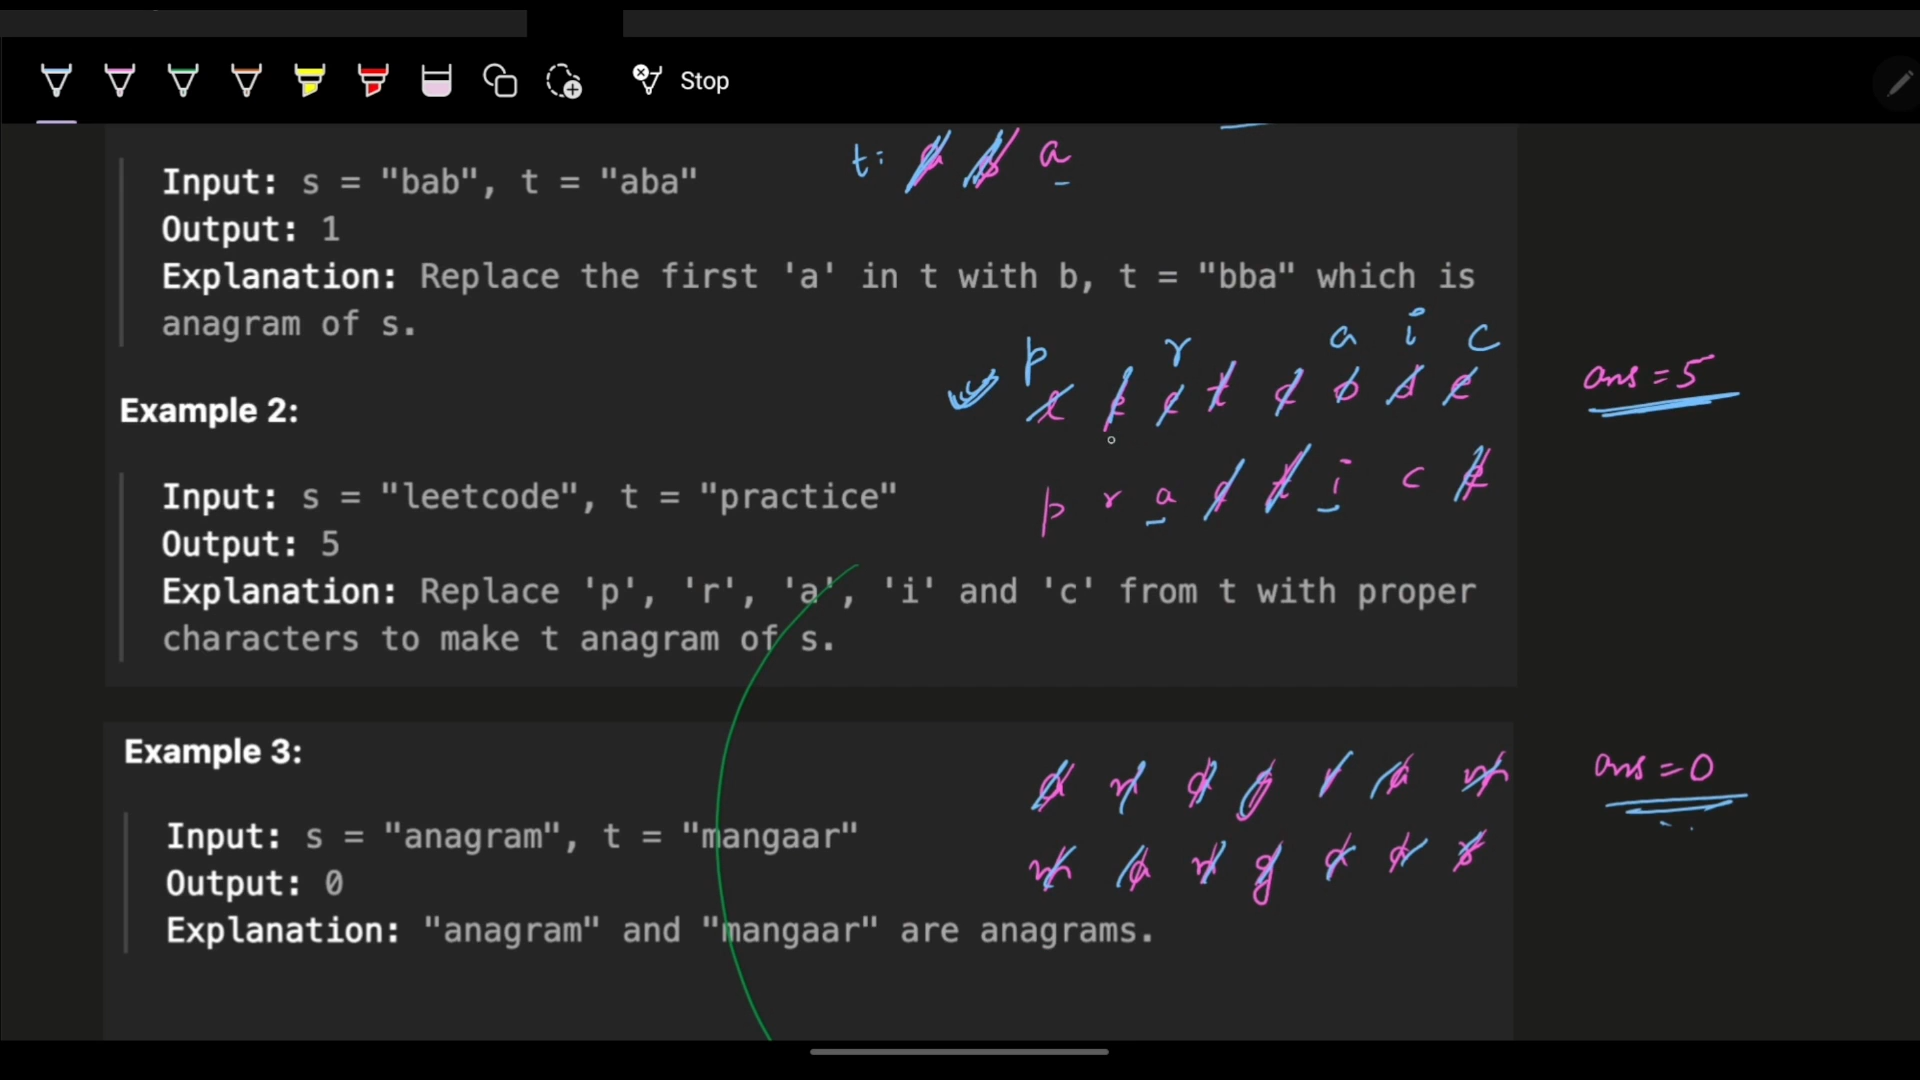 Stop
t: a b a
Input: s = "bab", t = "aba"
Output: 1
Explanation: Replace the first 'a' in t with b, t = "bba" which is
anagram of s.
p r a i c
l e e t c o d e
ans = 5
Example 2:
p r a c t i c e
Input: s = "leetcode", t = "practice"
Output: 5
Explanation: Replace 'p', 'r', 'a', 'i' and 'c' from t with proper
characters to make t anagram of s.
Example 3:
a n a g r a m
ans = 0
Input: s = "anagram", t = "mangaar"
m a n g a a r
Output: 0
Explanation: "anagram" and "mangaar" are anagrams.